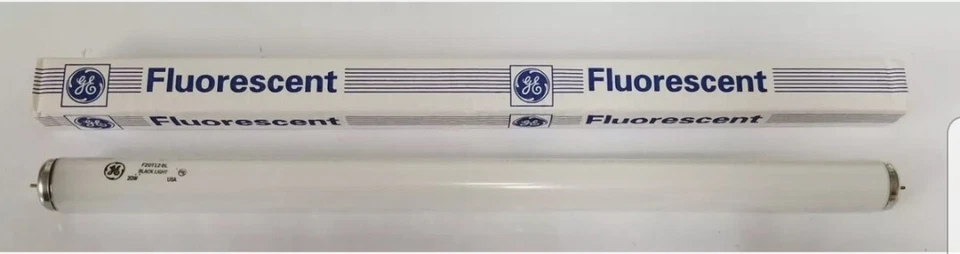 GE Fluorescent GE Fluorescent
GE Fluorescent GE Fluorescent
GE F20T12·BL
BLACK LIGHT
20W USA